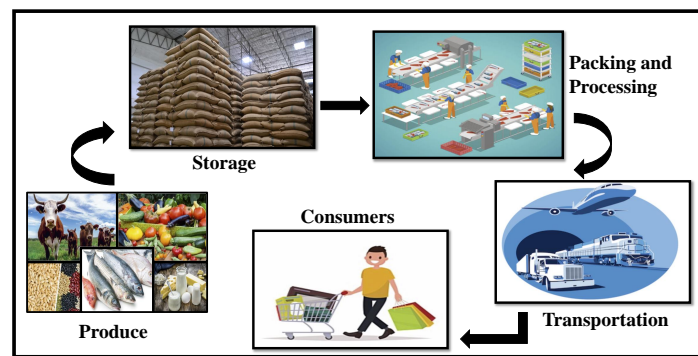 Packing and
Processing
Storage
Consumers
Produce
Transportation